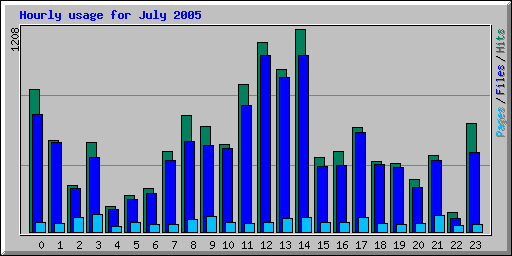 Hourly usage for July 2005
1208
Pages / Files / Hits
0 1 2 3 4 5 6 7 8 9 10 11 12 13 14 15 16 17 18 19 20 21 22 23